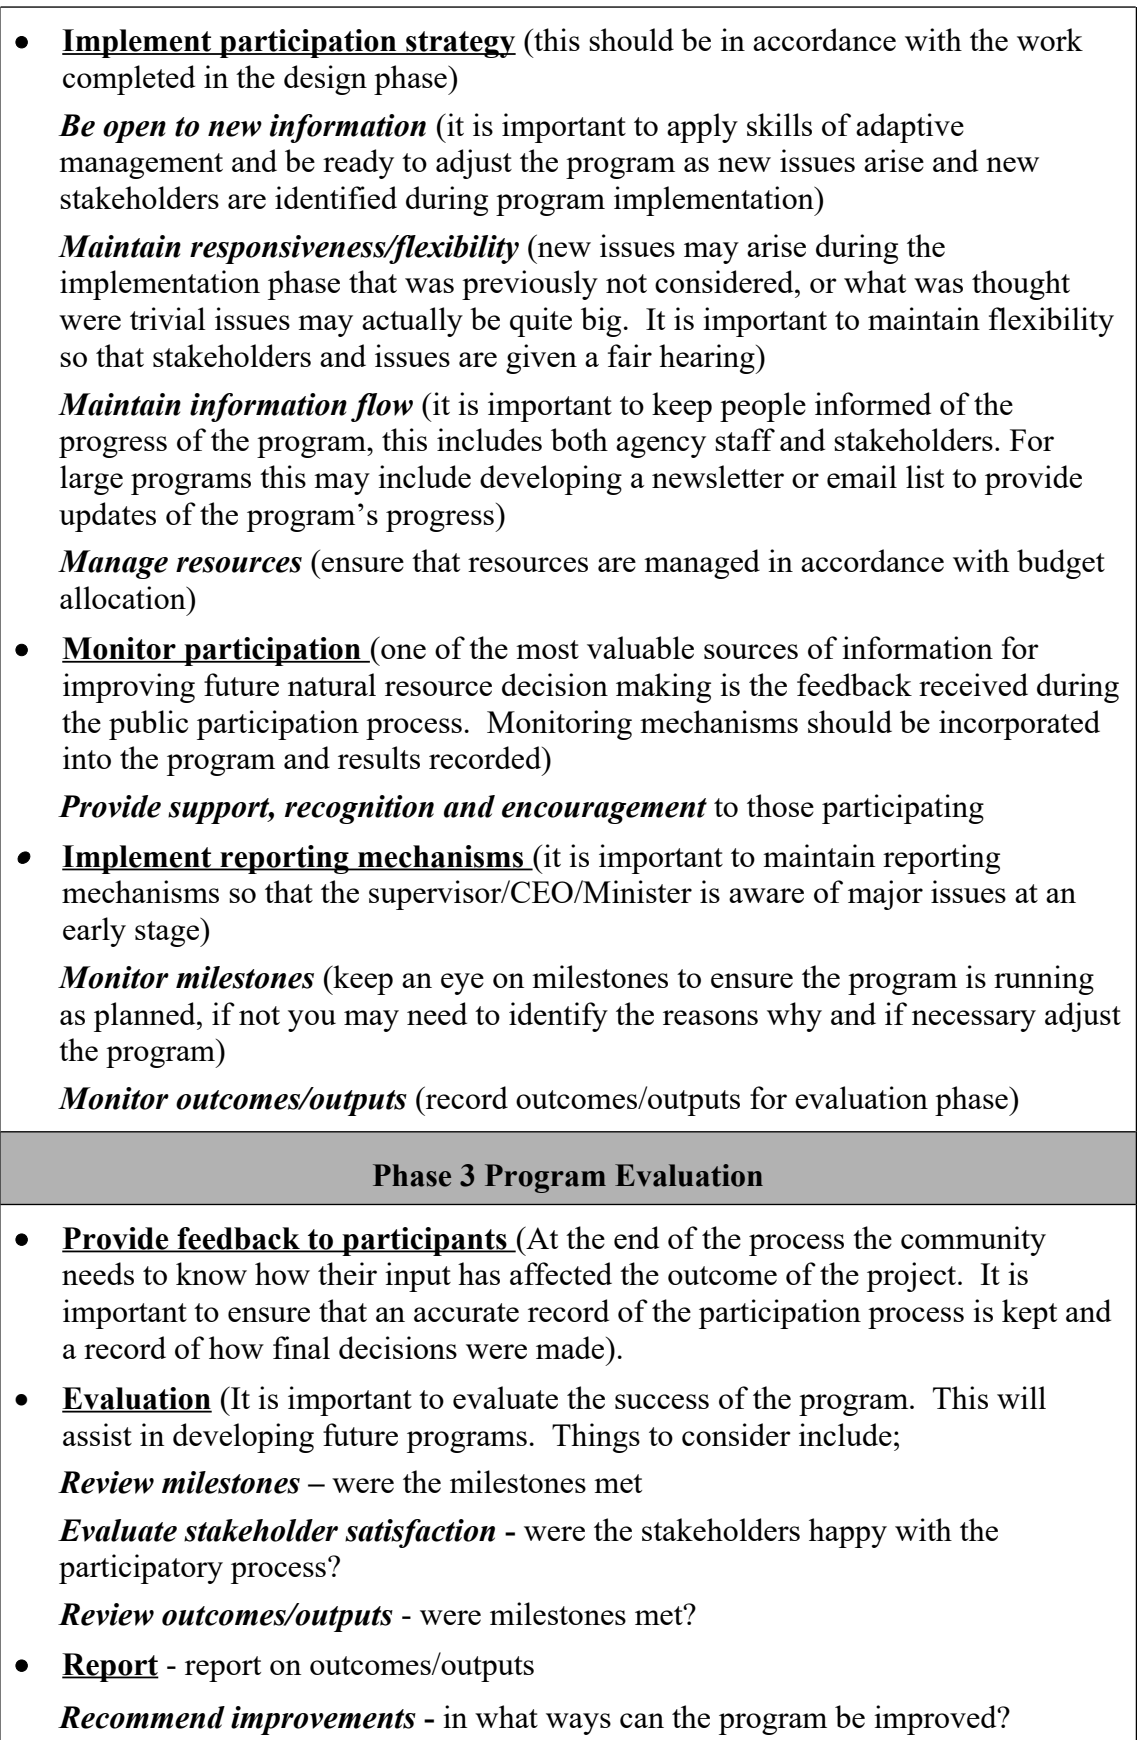 • Implement participation strategy (this should be in accordance with the work
completed in the design phase)
Be open to new information (it is important to apply skills of adaptive
management and be ready to adjust the program as new issues arise and new
stakeholders are identified during program implementation)
Maintain responsiveness/flexibility (new issues may arise during the
implementation phase that was previously not considered, or what was thought
were trivial issues may actually be quite big.  It is important to maintain flexibility
so that stakeholders and issues are given a fair hearing)
Maintain information flow (it is important to keep people informed of the
progress of the program, this includes both agency staff and stakeholders. For
large programs this may include developing a newsletter or email list to provide
updates of the program’s progress)
Manage resources (ensure that resources are managed in accordance with budget
allocation)
• Monitor participation (one of the most valuable sources of information for
improving future natural resource decision making is the feedback received during
the public participation process.  Monitoring mechanisms should be incorporated
into the program and results recorded)
Provide support, recognition and encouragement to those participating
• Implement reporting mechanisms (it is important to maintain reporting
mechanisms so that the supervisor/CEO/Minister is aware of major issues at an
early stage)
Monitor milestones (keep an eye on milestones to ensure the program is running
as planned, if not you may need to identify the reasons why and if necessary adjust
the program)
Monitor outcomes/outputs (record outcomes/outputs for evaluation phase)
Phase 3 Program Evaluation
• Provide feedback to participants (At the end of the process the community
needs to know how their input has affected the outcome of the project.  It is
important to ensure that an accurate record of the participation process is kept and
a record of how final decisions were made).
• Evaluation (It is important to evaluate the success of the program.  This will
assist in developing future programs.  Things to consider include;
Review milestones – were the milestones met
Evaluate stakeholder satisfaction - were the stakeholders happy with the
participatory process?
Review outcomes/outputs - were milestones met?
• Report - report on outcomes/outputs
Recommend improvements - in what ways can the program be improved?